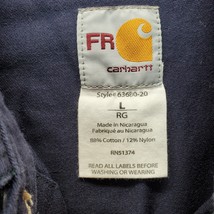 FR
carhartt
Style# 63680-20
L
RG
Made in Nicaragua
Fabriqué au Nicaragua
88% Cotton / 12% Nylon
RN51374
READ ALL LABELS BEFORE
WASHING OR WEARING